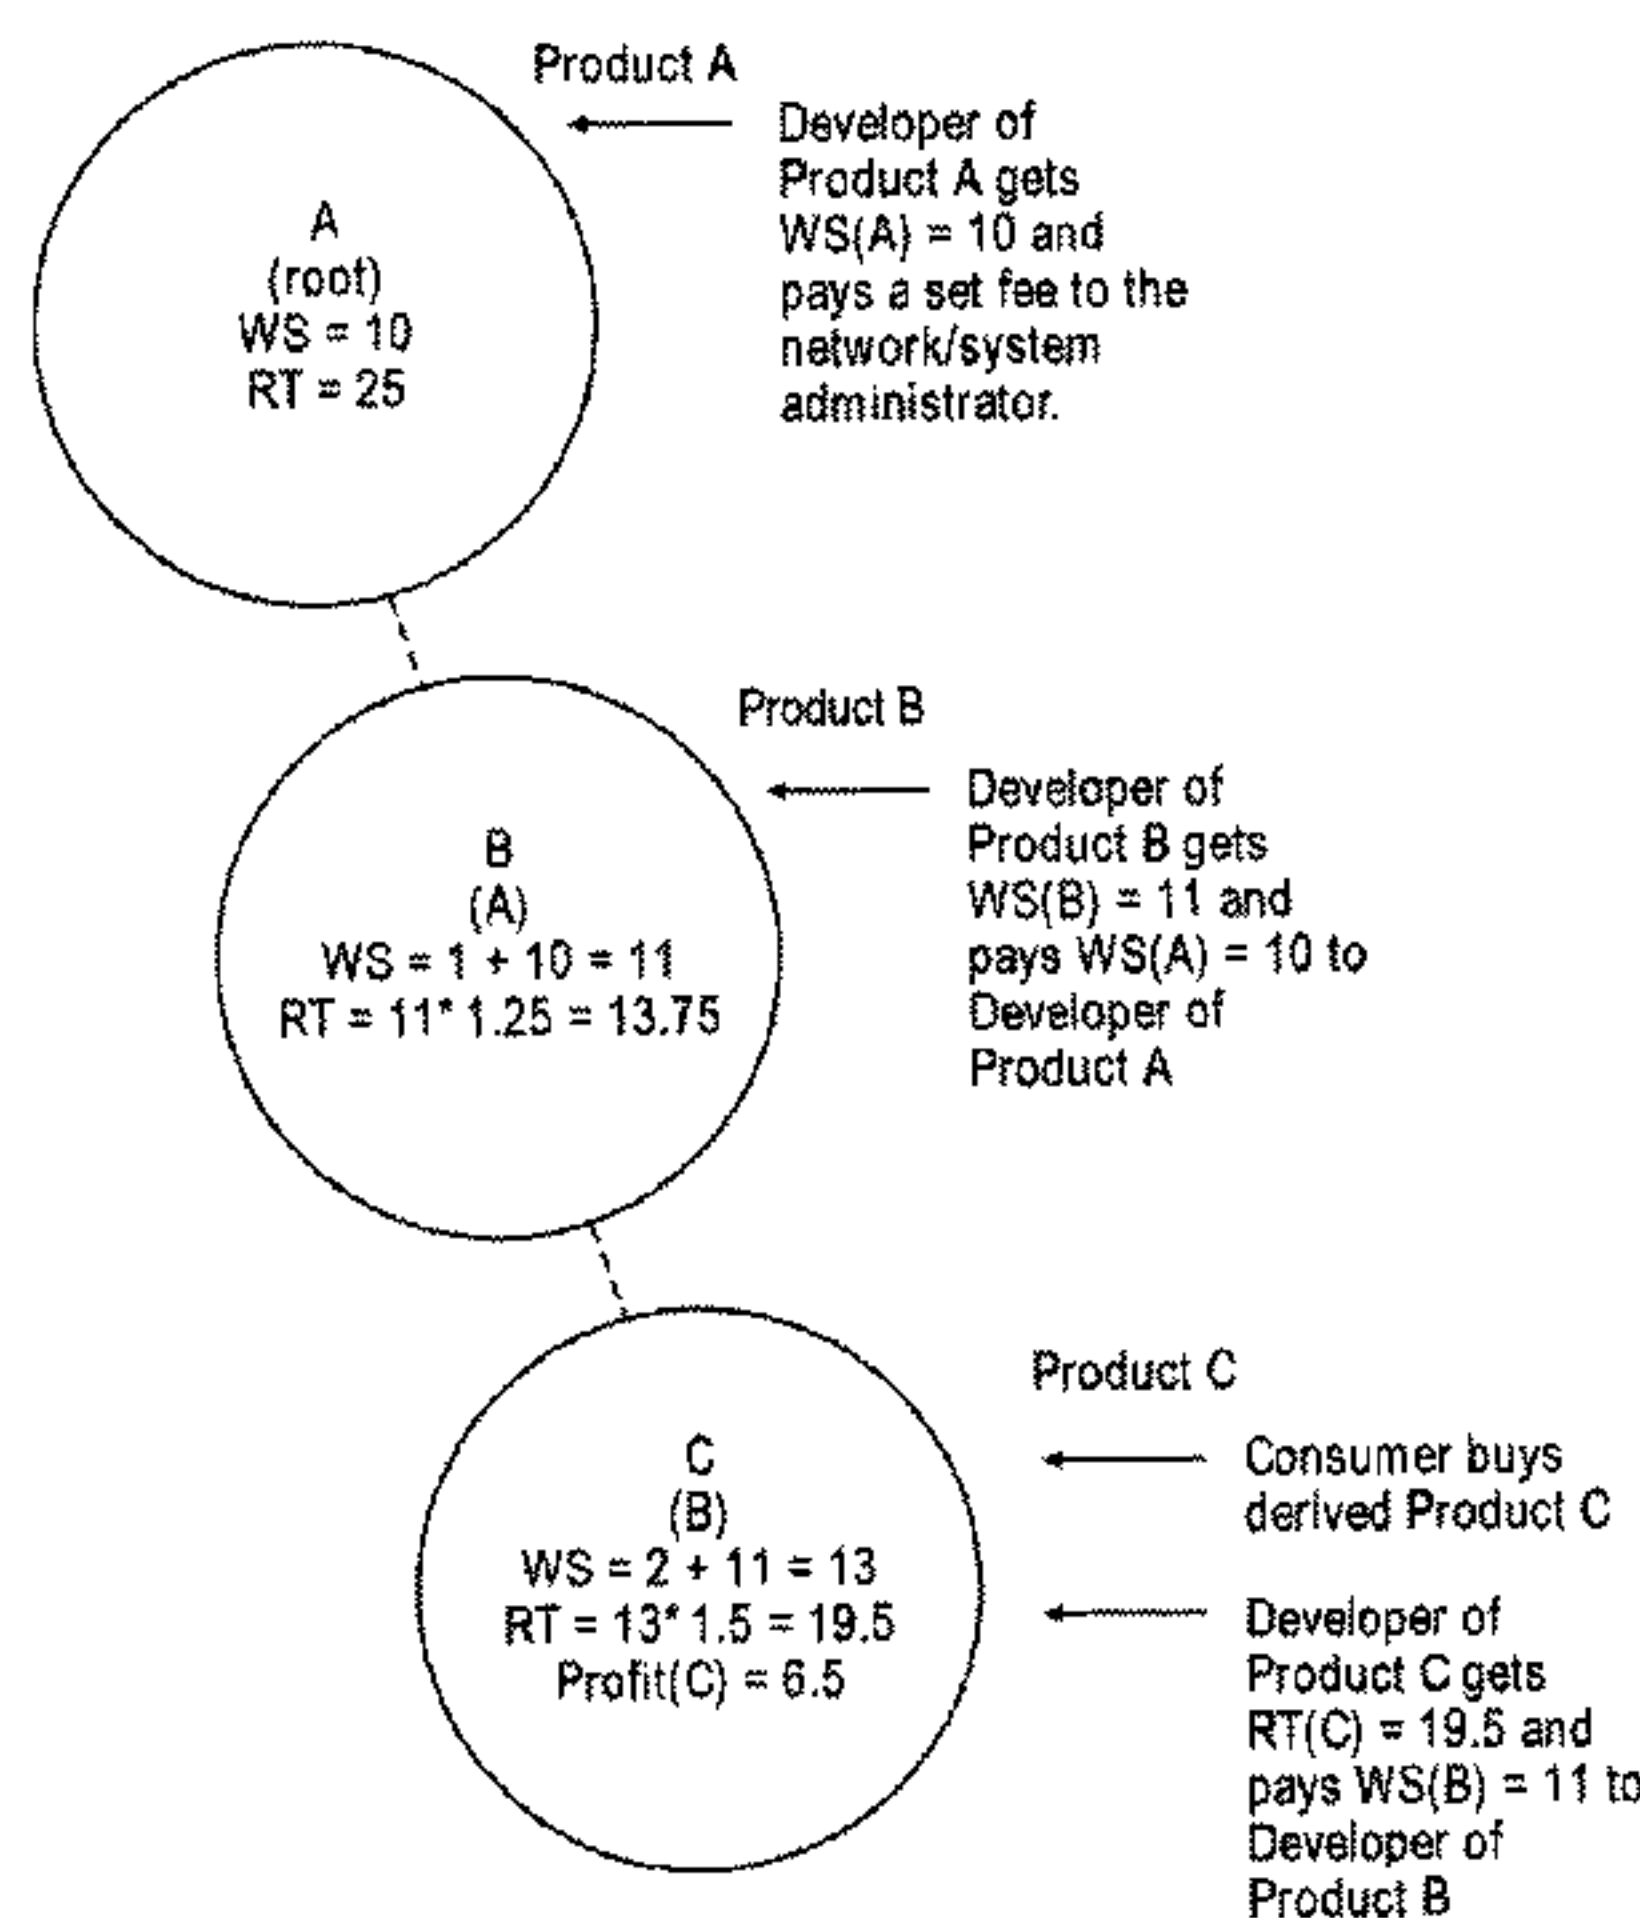 Product A
Developer of
Product A gets
WS(A) = 10 and
pays a set fee to the
network/system
administrator.
A
(root)
WS = 10
RT = 25
Product B
Developer of
Product B gets
WS(B) = 11 and
pays WS(A) = 10 to
Developer of
Product A
B
(A)
WS = 1 + 10 = 11
RT = 11* 1.25 = 13.75
Product C
Consumer buys
derived Product C
C
(B)
WS = 2 + 11 = 13
RT = 13* 1.5 = 19.5
Profit(C) = 6.5
Developer of
Product C gets
RT(C) = 19.5 and
pays WS(B) = 11 to
Developer of
Product B